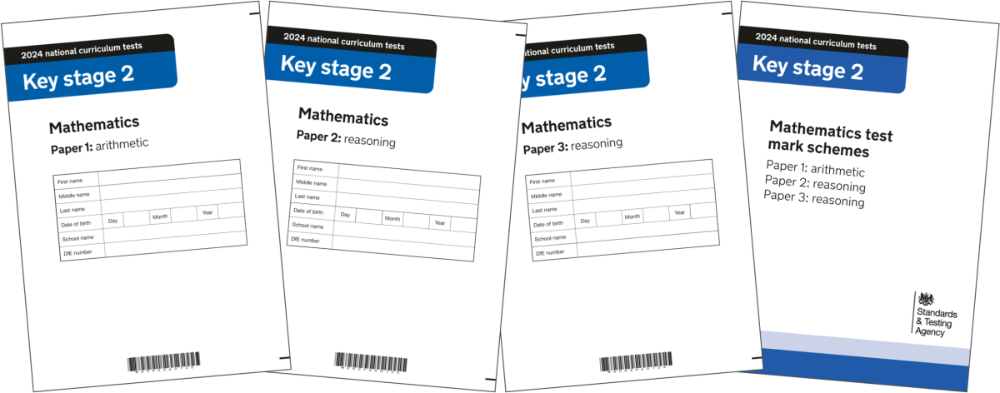 2024 national curriculum tests
Key stage 2
Mathematics
Paper 1: arithmetic
First name
Middle name
Last name
Date of birth Day Month Year
School name
DfE number
2024 national curriculum tests
Key stage 2
Mathematics
Paper 2: reasoning
First name
Middle name
Last name
Date of birth Day Month Year
School name
DfE number
national curriculum tests
stage 2
Mathematics
Paper 3: reasoning
First name
Middle name
Last name
Date of birth Day Month Year
School name
DfE number
2024 national curriculum tests
Key stage 2
Mathematics test
mark schemes
Paper 1: arithmetic
Paper 2: reasoning
Paper 3: reasoning
Standards
& Testing
Agency